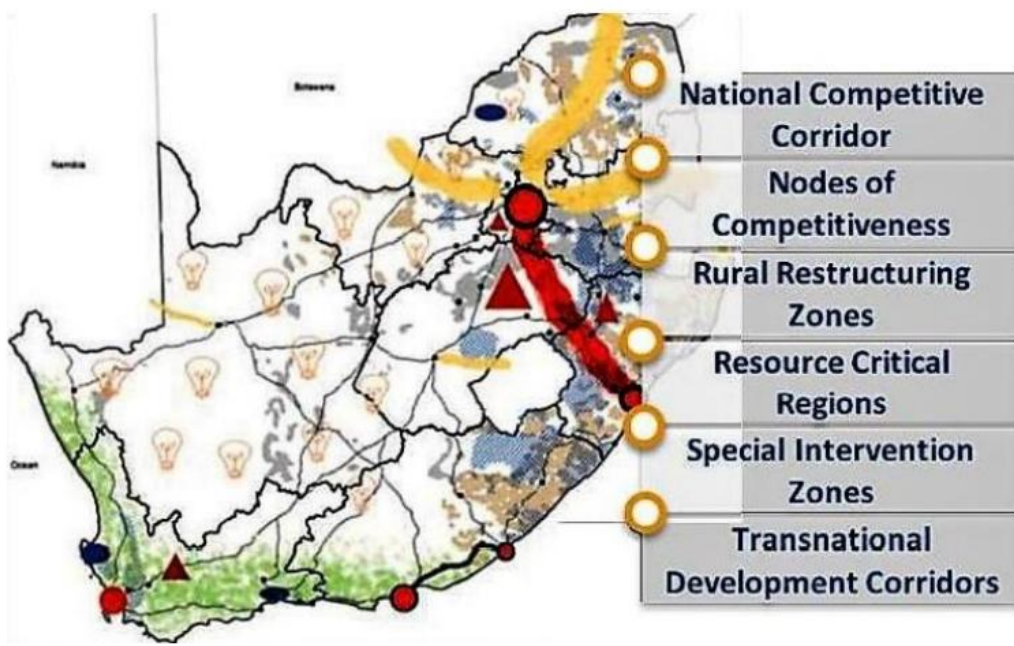 Botswana
Namibia
Ocean
National Competitive
Corridor
Nodes of
Competitiveness
Rural Restructuring
Zones
Resource Critical
Regions
Special Intervention
Zones
Transnational
Development Corridors